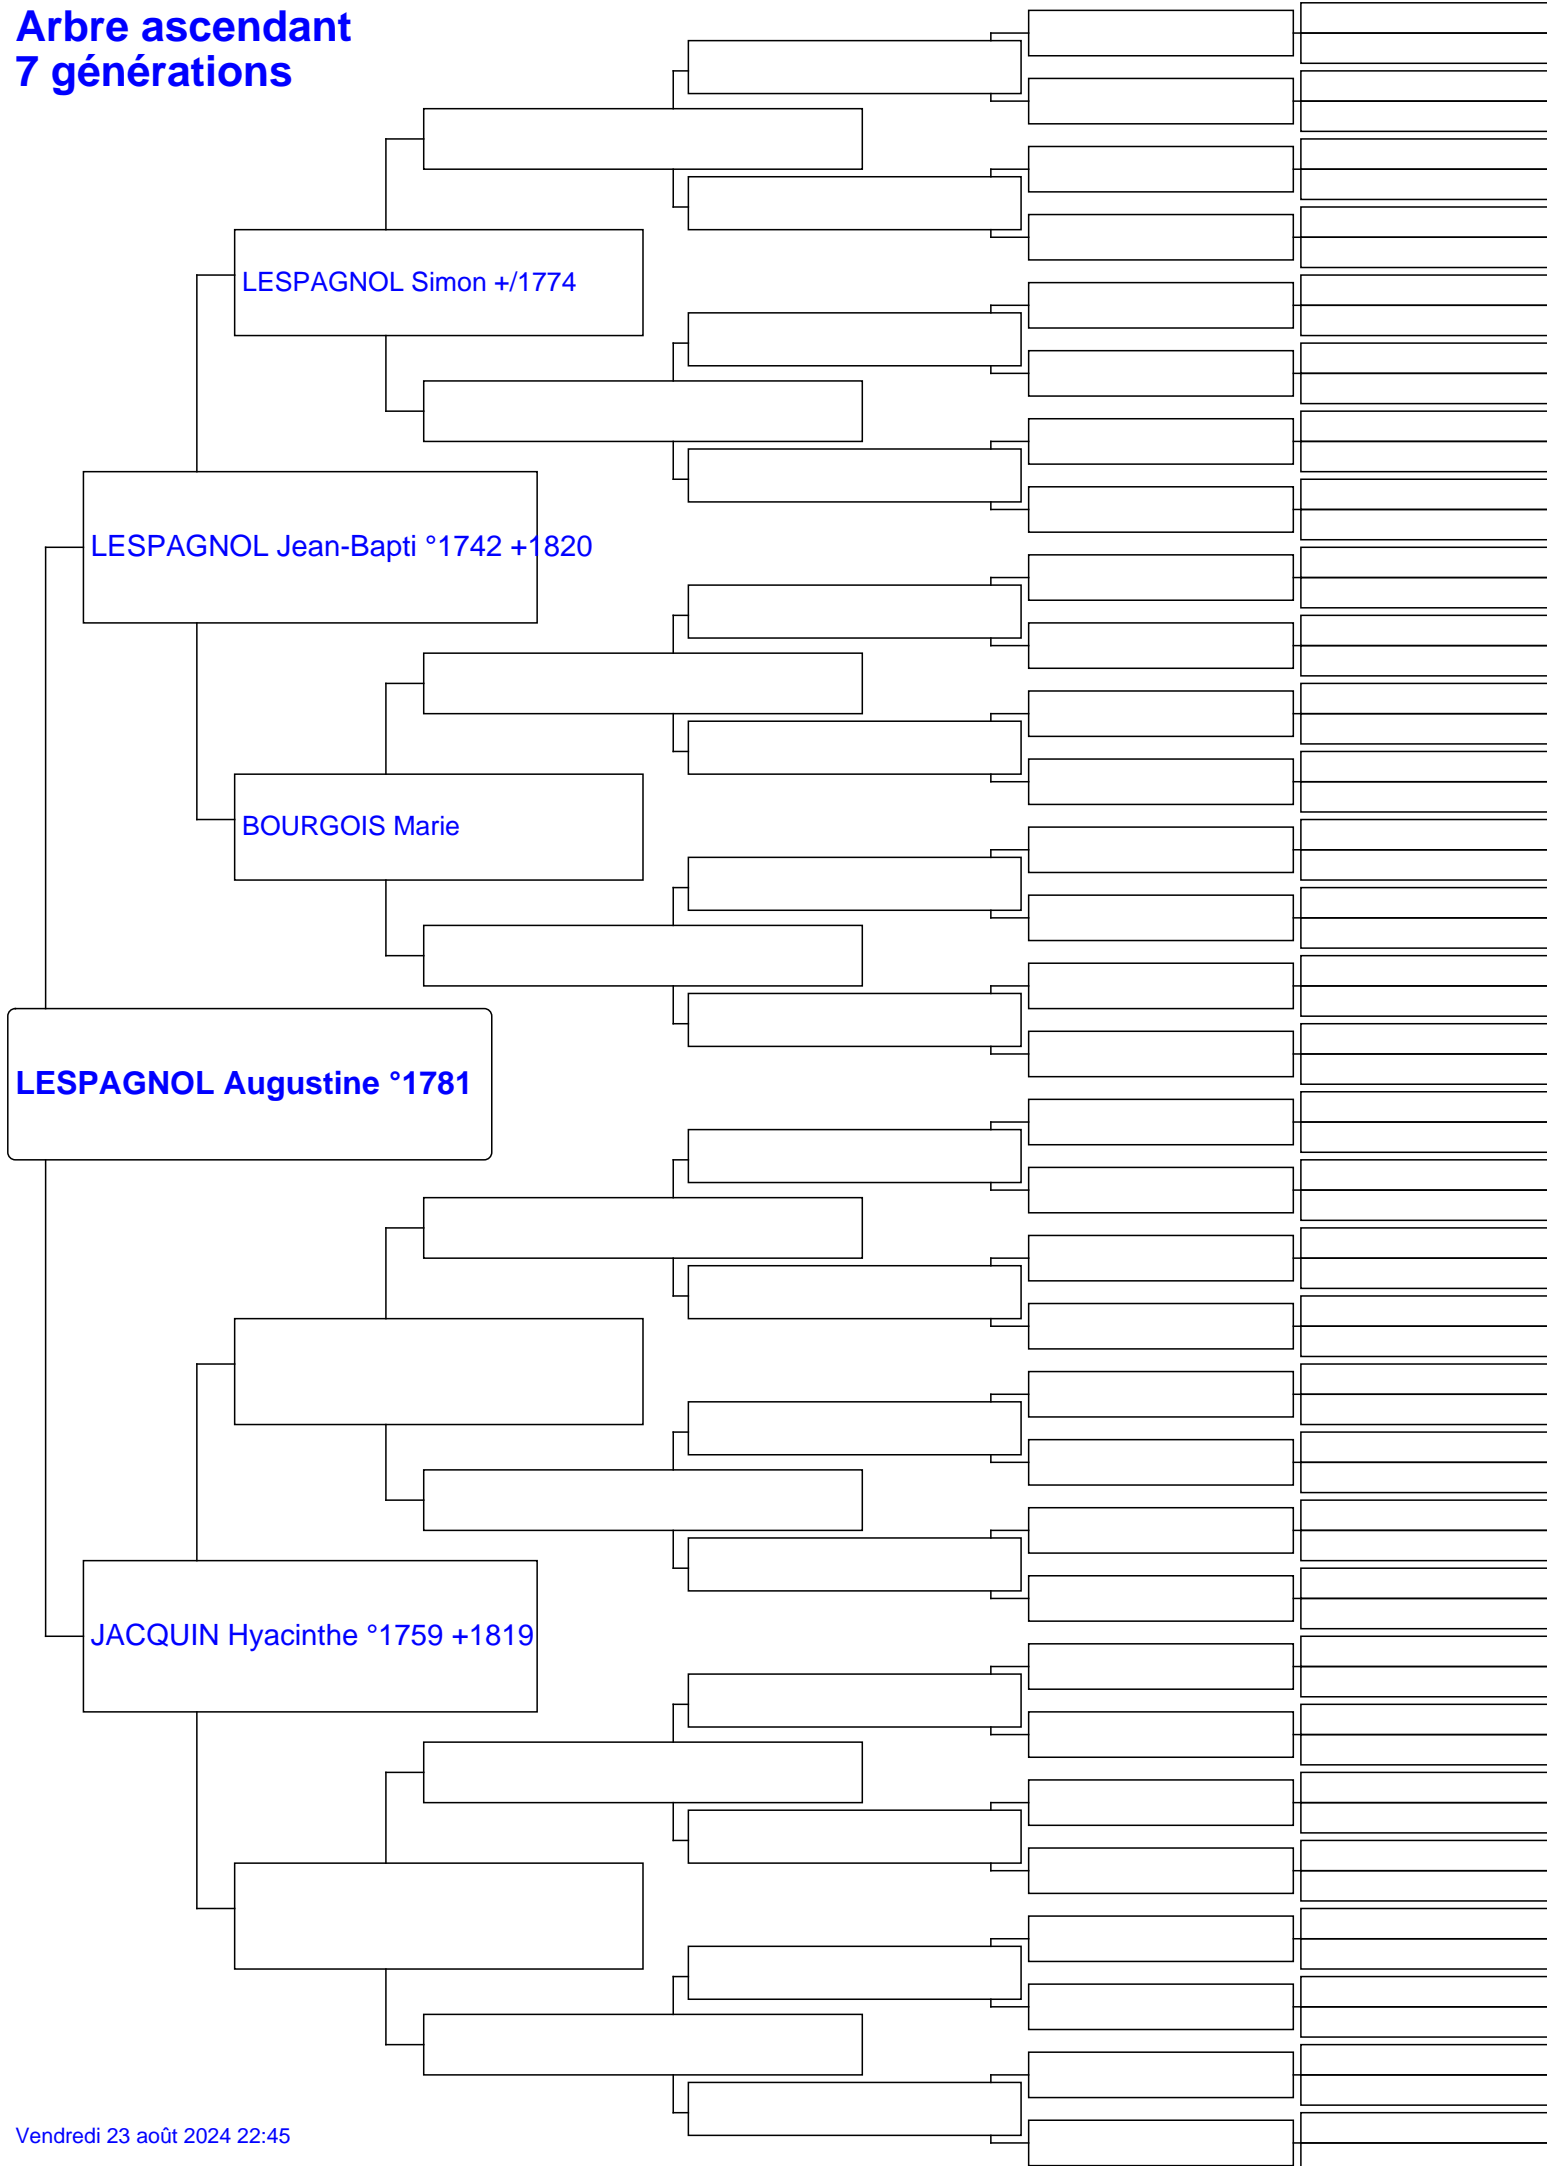 Arbre ascendant
7 générations
LESPAGNOL Simon +/1774
LESPAGNOL Jean-Bapti °1742 +1820
BOURGOIS Marie
LESPAGNOL Augustine °1781
JACQUIN Hyacinthe °1759 +1819
Vendredi 23 août 2024 22:45